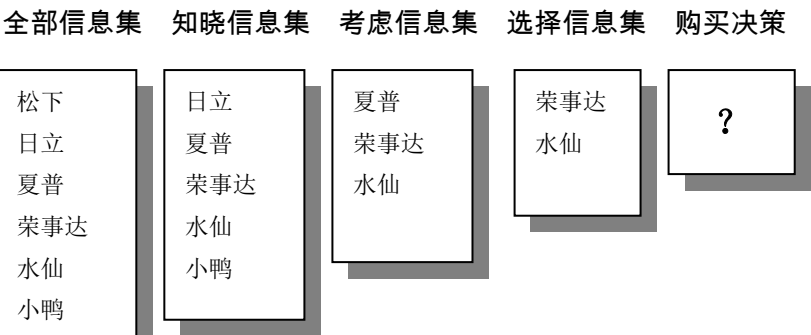 全部信息集 知晓信息集 考虑信息集 选择信息集 购买决策
松下
日立
夏普
荣事达
水仙
小鸭
日立
夏普
荣事达
水仙
小鸭
夏普
荣事达
水仙
荣事达
水仙
?